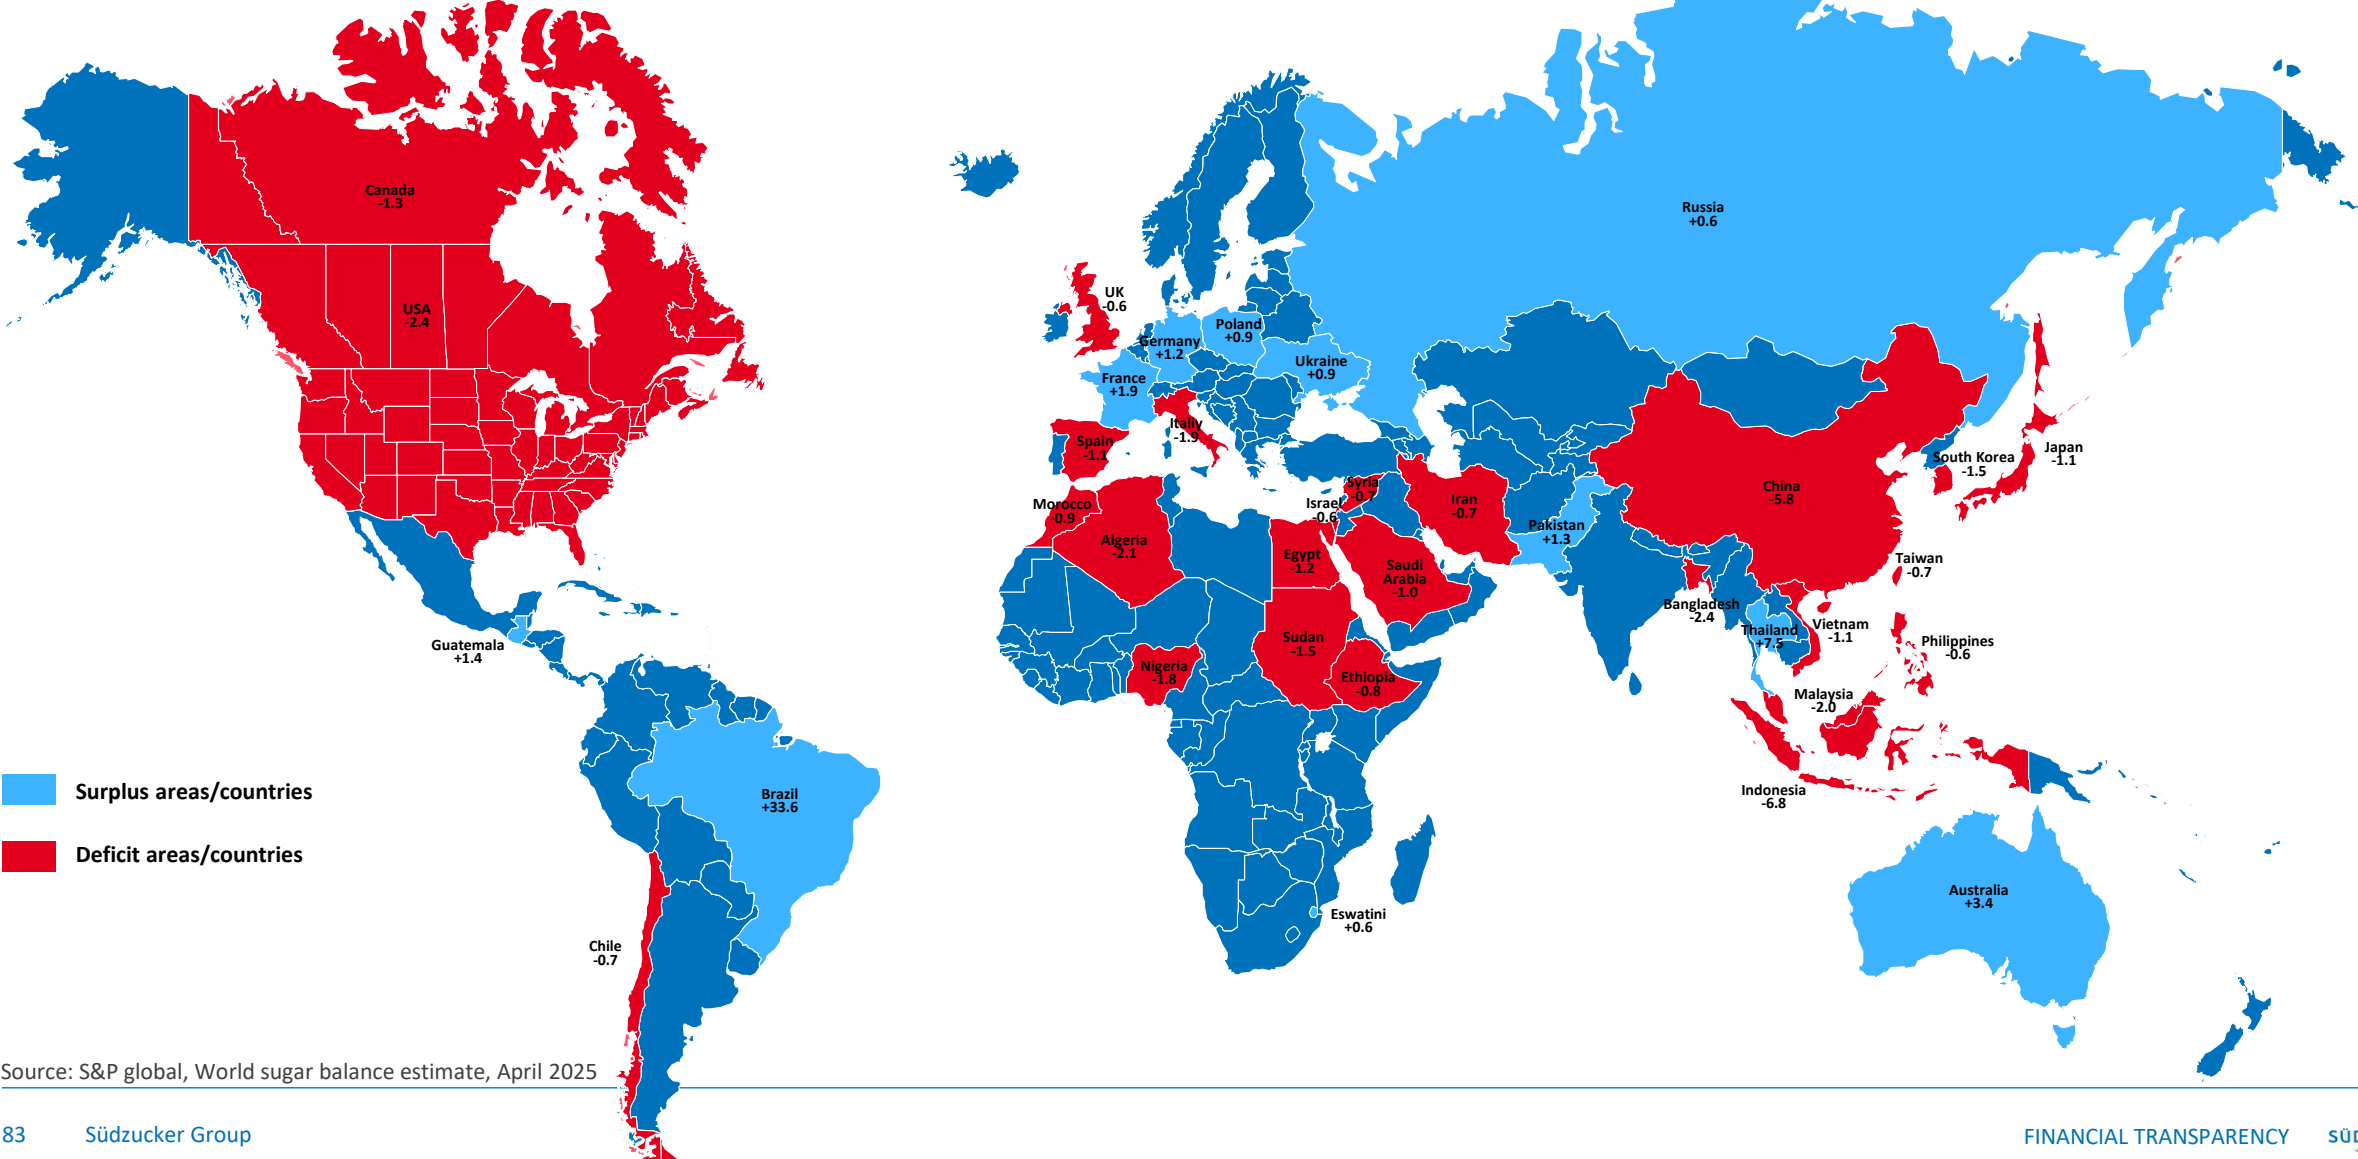 Canada
-1.3
USA
-2.4
Guatemala
+1.4
Brazil
+33.6
Chile
-0.7
UK
-0.6
Poland
+0.9
Germany
+1.2
Ukraine
+0.9
France
+1.9
Italiy
-1.9
Spain
-1.1
Morocco
-0.9
Algeria
-2.1
Egypt
-1.2
Israel
-0.6
Syria
-0.7
Iran
-0.7
Saudi
Arabia
-1.0
Sudan
-1.5
Nigeria
-1.8
Ethiopia
-0.8
Eswatini
+0.6
Russia
+0.6
Pakistan
+1.3
China
-5.8
South Korea
-1.5
Japan
-1.1
Taiwan
-0.7
Bangladesh
-2.4
Thailand
+7.5
Vietnam
-1.1
Philippines
-0.6
Malaysia
-2.0
Indonesia
-6.8
Australia
+3.4
Surplus areas/countries
Deficit areas/countries
Source: S&P global, World sugar balance estimate, April 2025
83 Südzucker Group FINANCIAL TRANSPARENCY